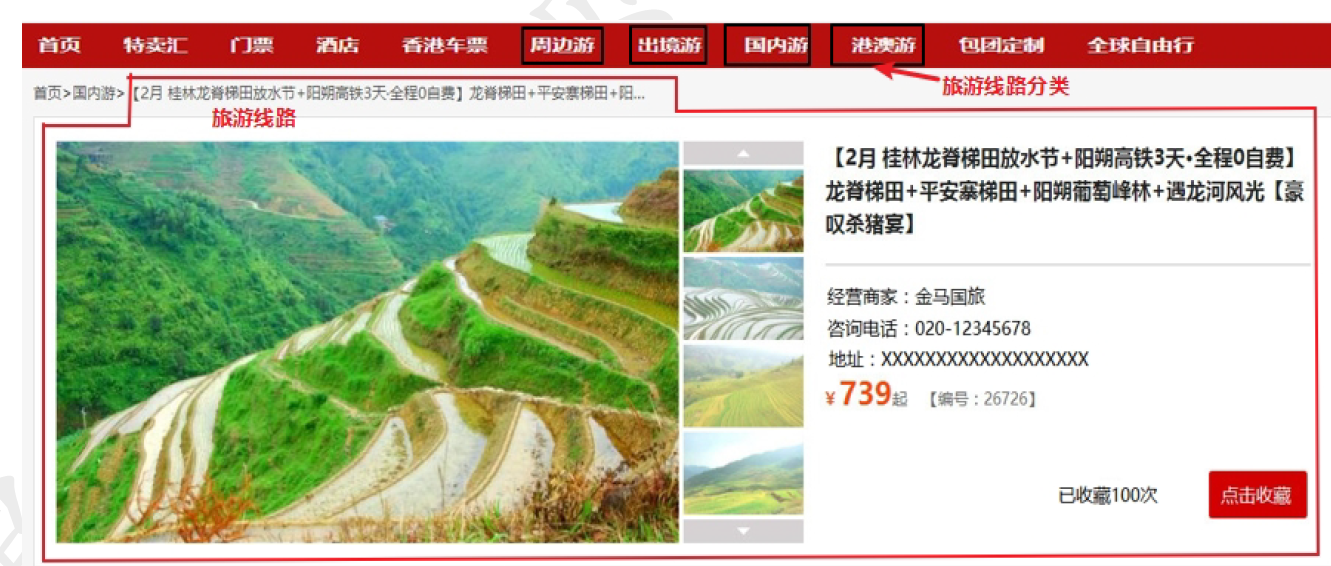 首页 特卖汇 门票 酒店 香港车票 周边游 出境游 国内游 港澳游 包团定制 全球自由行
旅游线路分类
首页>国内游>【2月 桂林龙脊梯田放水节+阳朔高铁3天·全程0自费】龙脊梯田+平安寨梯田+阳...
旅游线路
【2月 桂林龙脊梯田放水节+阳朔高铁3天·全程0自费】
龙脊梯田+平安寨梯田+阳朔葡萄峰林+遇龙河风光【豪
叹杀猪宴】
经营商家：金马国旅
咨询电话：020-12345678
地址：XXXXXXXXXXXXXXXXXXX
¥739起 【编号：26726】
已收藏100次 点击收藏